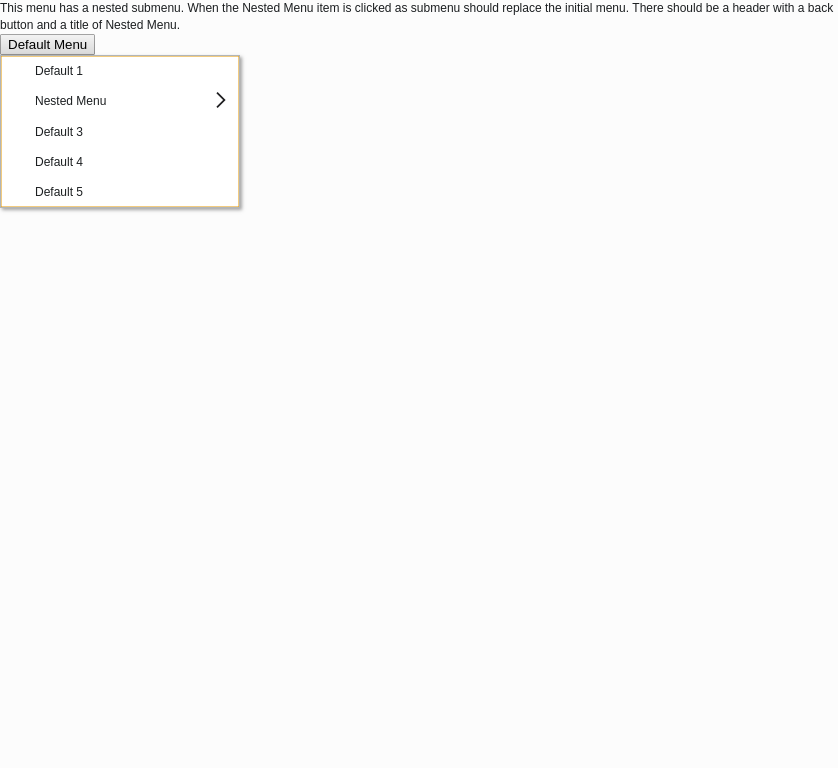 This menu has a nested submenu. When the Nested Menu item is clicked as submenu should replace the initial menu. There should be a header with a back
button and a title of Nested Menu.
Default Menu
Default 1
Nested Menu
Default 3
Default 4
Default 5